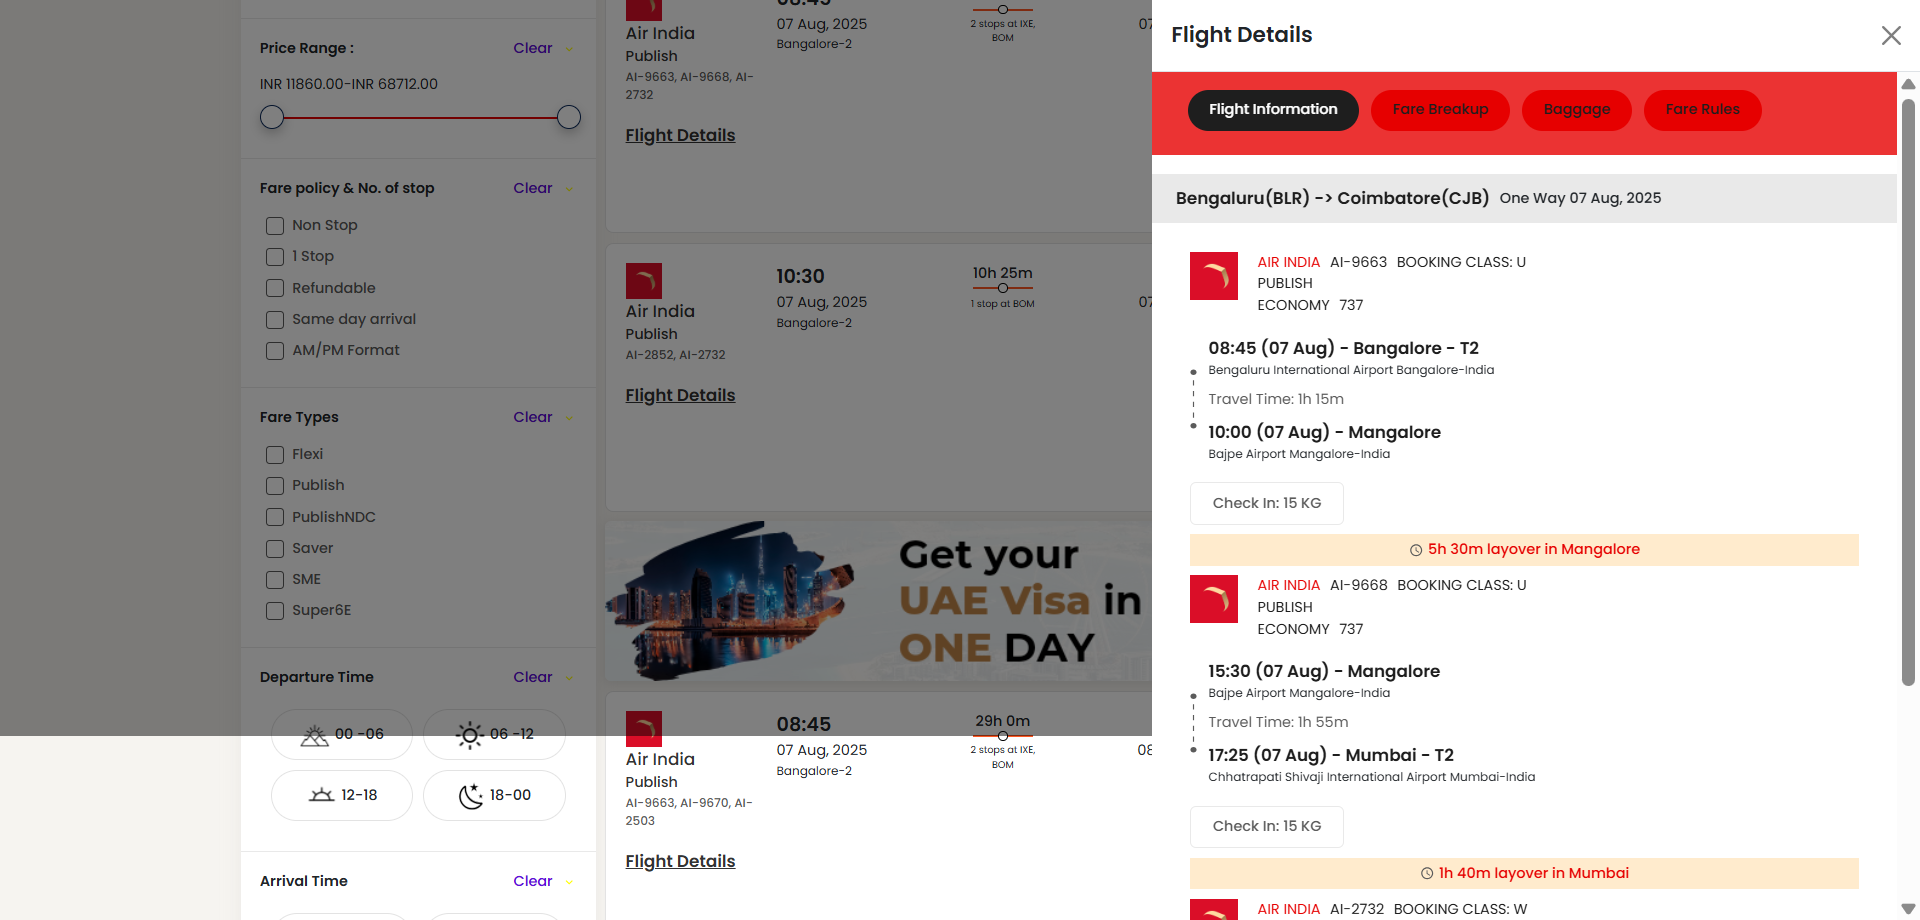 Price Range :
Clear
INR 11860.00-INR 68712.00
Fare policy & No. of stop
Clear
Non Stop
1 Stop
Refundable
Same day arrival
AM/PM Format
Fare Types
Clear
Flexi
Publish
PublishNDC
Saver
SME
Super6E
Departure Time
Clear
00 -06
06 -12
12-18
18-00
Arrival Time
Clear
08:45
Air India
07 Aug, 2025
2 stops at IXE,
BOM
07
Publish
Bangalore-2
AI-9663, AI-9668, AI-
2732
Flight Details
10:30
10h 25m
07 Aug, 2025
1 stop at BOM
07
Air India
Bangalore-2
Publish
AI-2852, AI-2732
Flight Details
Get your
UAE Visa in
ONE DAY
08:45
29h 0m
07 Aug, 2025
2 stops at IXE,
BOM
08
Air India
Bangalore-2
Publish
AI-9663, AI-9670, AI-
2503
Flight Details
Flight Details
Flight Information
Fare Breakup
Baggage
Fare Rules
Bengaluru(BLR) -> Coimbatore(CJB) One Way 07 Aug, 2025
AIR INDIA AI-9663 BOOKING CLASS: U
PUBLISH
ECONOMY 737
08:45 (07 Aug) - Bangalore - T2
Bengaluru International Airport Bangalore-India
Travel Time: 1h 15m
10:00 (07 Aug) - Mangalore
Bajpe Airport Mangalore-India
Check In: 15 KG
5h 30m layover in Mangalore
AIR INDIA AI-9668 BOOKING CLASS: U
PUBLISH
ECONOMY 737
15:30 (07 Aug) - Mangalore
Bajpe Airport Mangalore-India
Travel Time: 1h 55m
17:25 (07 Aug) - Mumbai - T2
Chhatrapati Shivaji International Airport Mumbai-India
Check In: 15 KG
1h 40m layover in Mumbai
AIR INDIA AI-2732 BOOKING CLASS: W